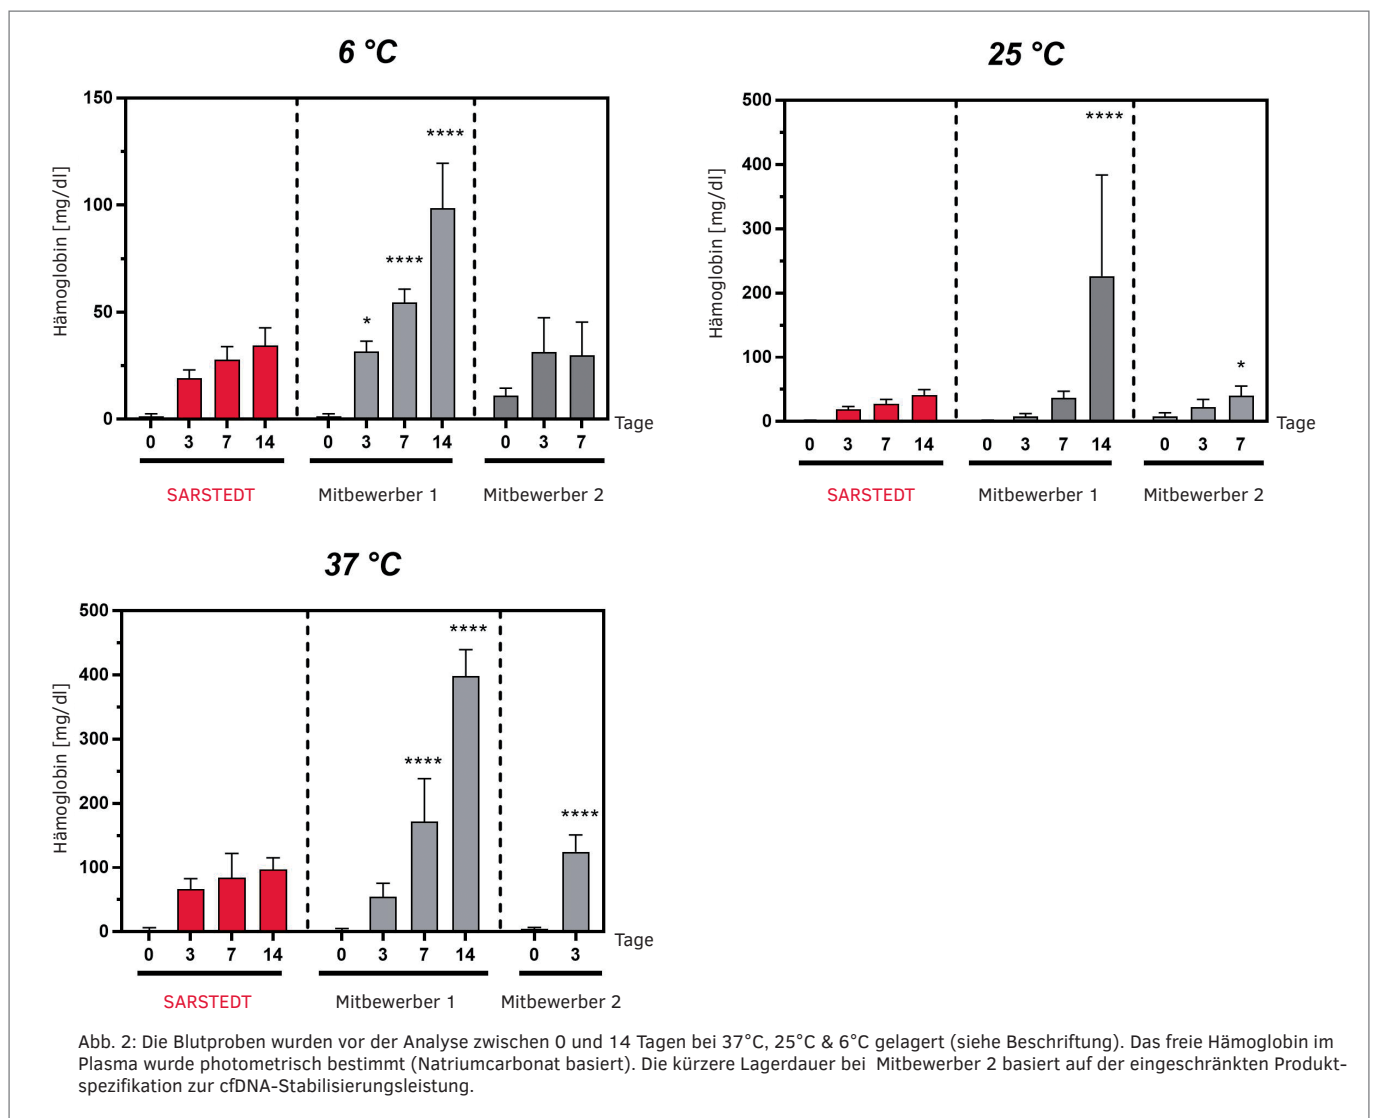 6 °C
150
100
50
0
Hämoglobin [mg/dl]
*
****
****
0 3 7 14 0 3 7 14 0 3 7
Tage
SARSTEDT Mitbewerber 1 Mitbewerber 2
25 °C
500
400
300
200
100
0
Hämoglobin [mg/dl]
****
*
0 3 7 14 0 3 7 14 0 3 7
Tage
SARSTEDT Mitbewerber 1 Mitbewerber 2
37 °C
500
400
300
200
100
0
Hämoglobin [mg/dl]
****
****
****
0 3 7 14 0 3 7 14 0 3
Tage
SARSTEDT Mitbewerber 1 Mitbewerber 2
Abb. 2: Die Blutproben wurden vor der Analyse zwischen 0 und 14 Tagen bei 37°C, 25°C & 6°C gelagert (siehe Beschriftung). Das freie Hämoglobin im
Plasma wurde photometrisch bestimmt (Natriumcarbonat basiert). Die kürzere Lagerdauer bei Mitbewerber 2 basiert auf der eingeschränkten Produkt-
spezifikation zur cfDNA-Stabilisierungsleistung.